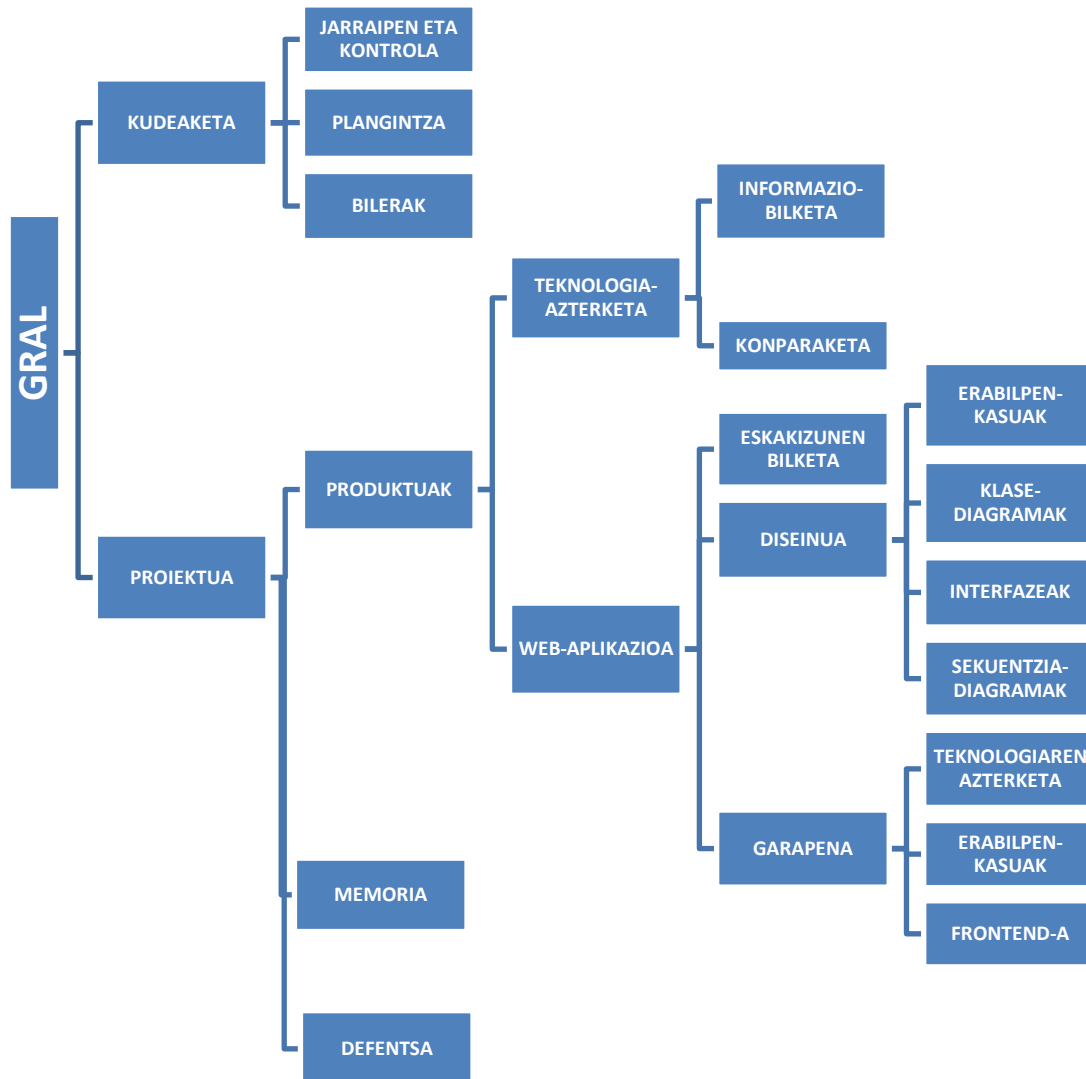 GRAL
KUDEAKETA
JARRAIPEN ETA
KONTROLA
PLANGINTZA
BILERAK
PROIEKTUA
PRODUKTUAK
TEKNOLOGIA-
AZTERKETA
INFORMAZIO-
BILKETA
KONPARAKETA
WEB-APLIKAZIOA
ESKAKIZUNEN
BILKETA
DISEINUA
ERABILPEN-
KASUAK
KLASE-
DIAGRAMAK
INTERFAZEAK
SEKUENTZIA-
DIAGRAMAK
GARAPENA
TEKNOLOGIAREN
AZTERKETA
ERABILPEN-
KASUAK
FRONTEND-A
MEMORIA
DEFENTSA